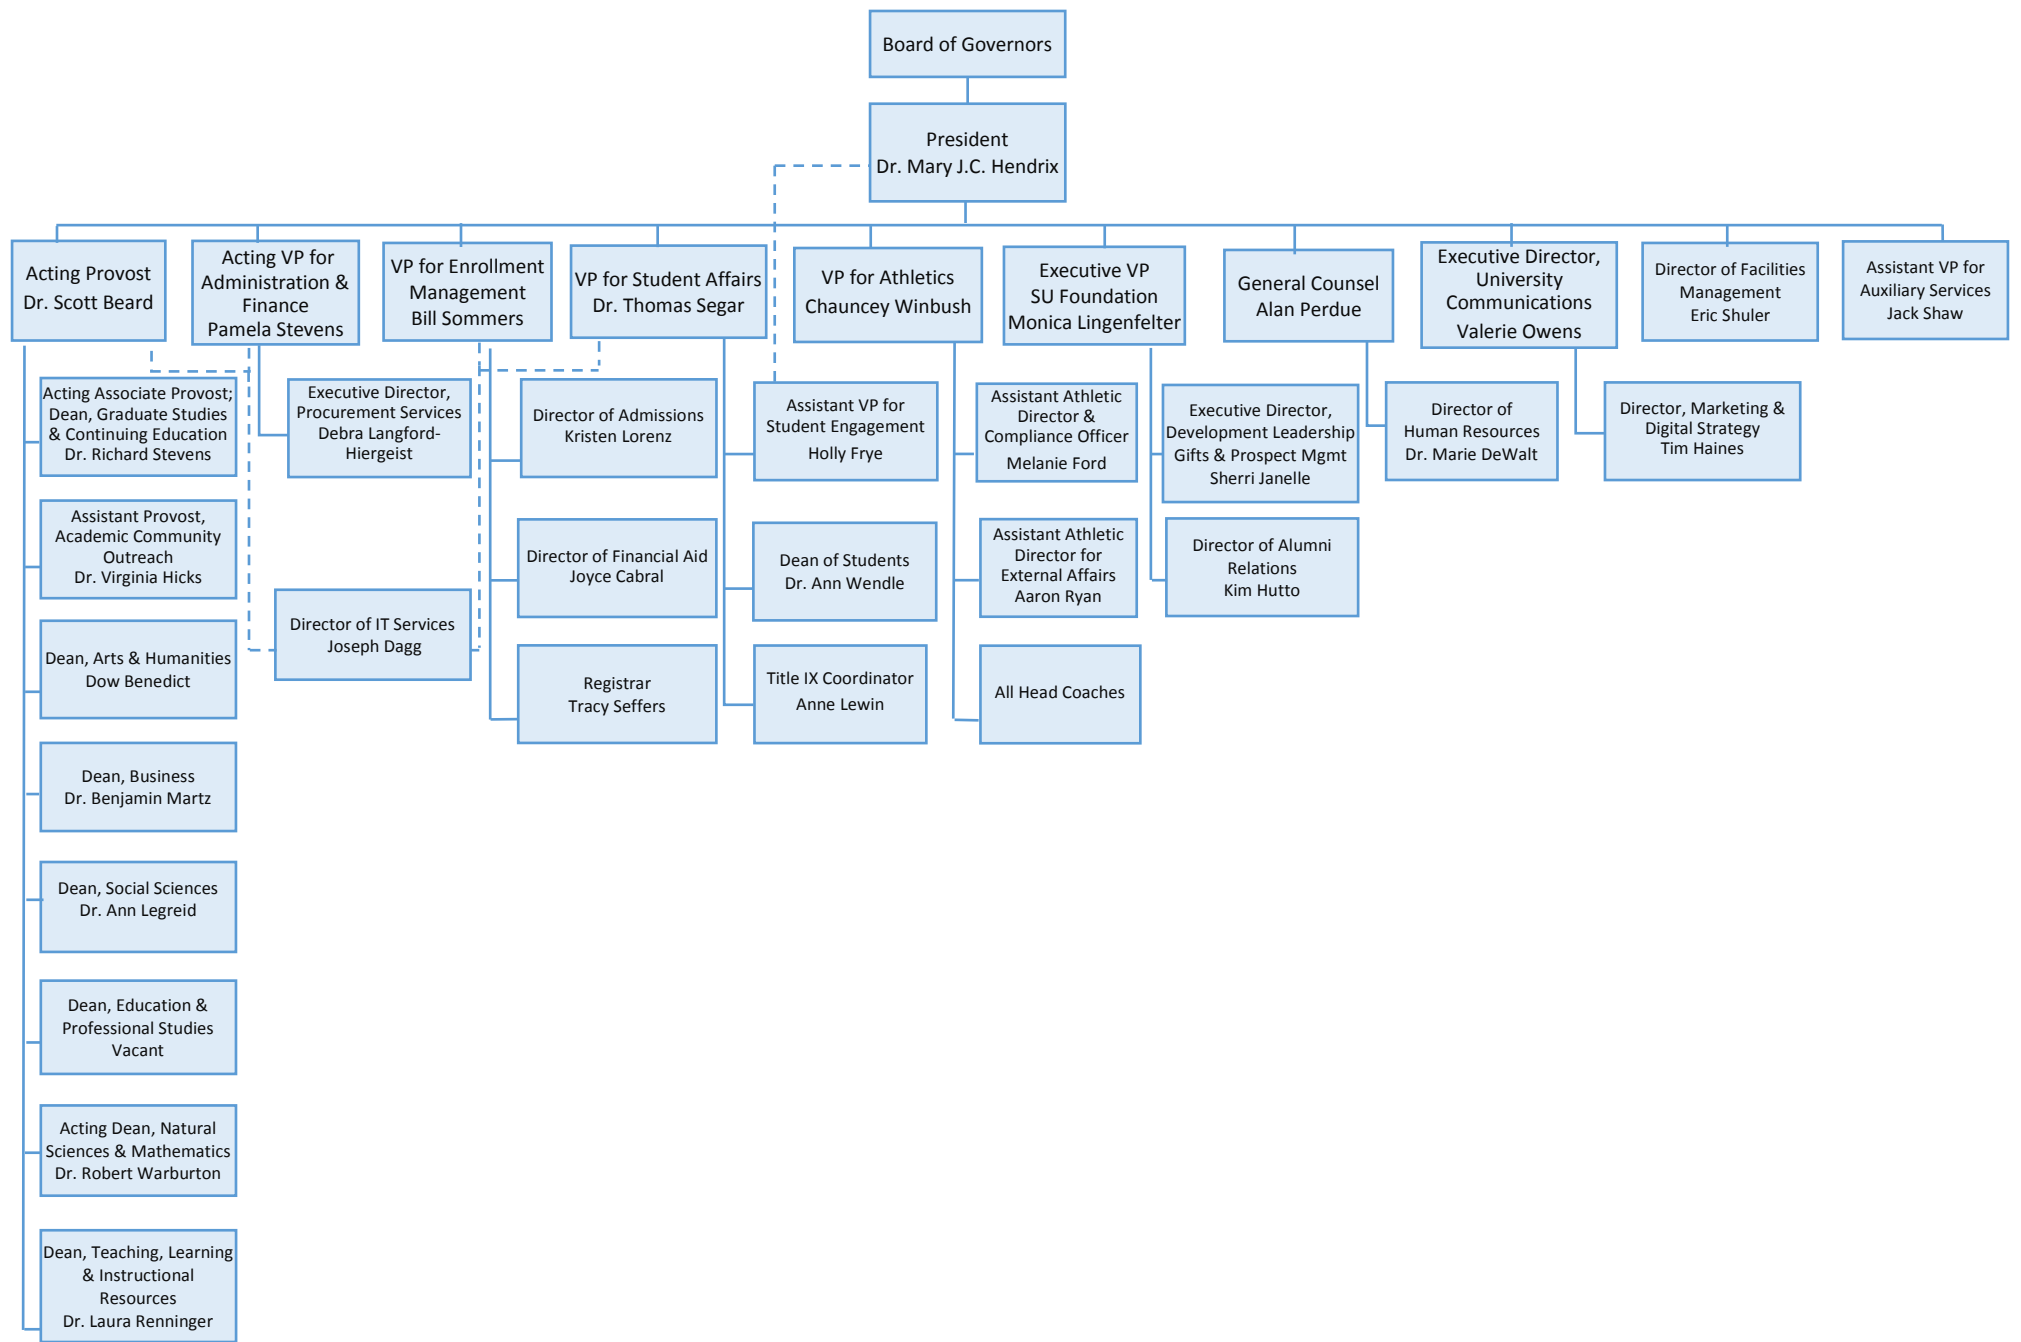 Board of Governors
President
Dr. Mary J.C. Hendrix
Acting Provost
Dr. Scott Beard
Acting VP for
Administration &
Finance
Pamela Stevens
VP for Enrollment
Management
Bill Sommers
VP for Student Affairs
Dr. Thomas Segar
VP for Athletics
Chauncey Winbush
Executive VP
SU Foundation
Monica Lingenfelter
General Counsel
Alan Perdue
Executive Director,
University
Communications
Valerie Owens
Director of Facilities
Management
Eric Shuler
Assistant VP for
Auxiliary Services
Jack Shaw
Acting Associate Provost;
Dean, Graduate Studies
& Continuing Education
Dr. Richard Stevens
Executive Director,
Procurement Services
Debra Langford-
Hiergeist
Director of Admissions
Kristen Lorenz
Assistant VP for
Student Engagement
Holly Frye
Assistant Athletic
Director &
Compliance Officer
Melanie Ford
Executive Director,
Development Leadership
Gifts & Prospect Mgmt
Sherri Janelle
Director of
Human Resources
Dr. Marie DeWalt
Director, Marketing &
Digital Strategy
Tim Haines
Assistant Provost,
Academic Community
Outreach
Dr. Virginia Hicks
Director of Financial Aid
Joyce Cabral
Dean of Students
Dr. Ann Wendle
Assistant Athletic
Director for
External Affairs
Aaron Ryan
Director of Alumni
Relations
Kim Hutto
Director of IT Services
Joseph Dagg
Dean, Arts & Humanities
Dow Benedict
Registrar
Tracy Seffers
Title IX Coordinator
Anne Lewin
All Head Coaches
Dean, Business
Dr. Benjamin Martz
Dean, Social Sciences
Dr. Ann Legreid
Dean, Education &
Professional Studies
Vacant
Acting Dean, Natural
Sciences & Mathematics
Dr. Robert Warburton
Dean, Teaching, Learning
& Instructional
Resources
Dr. Laura Renninger